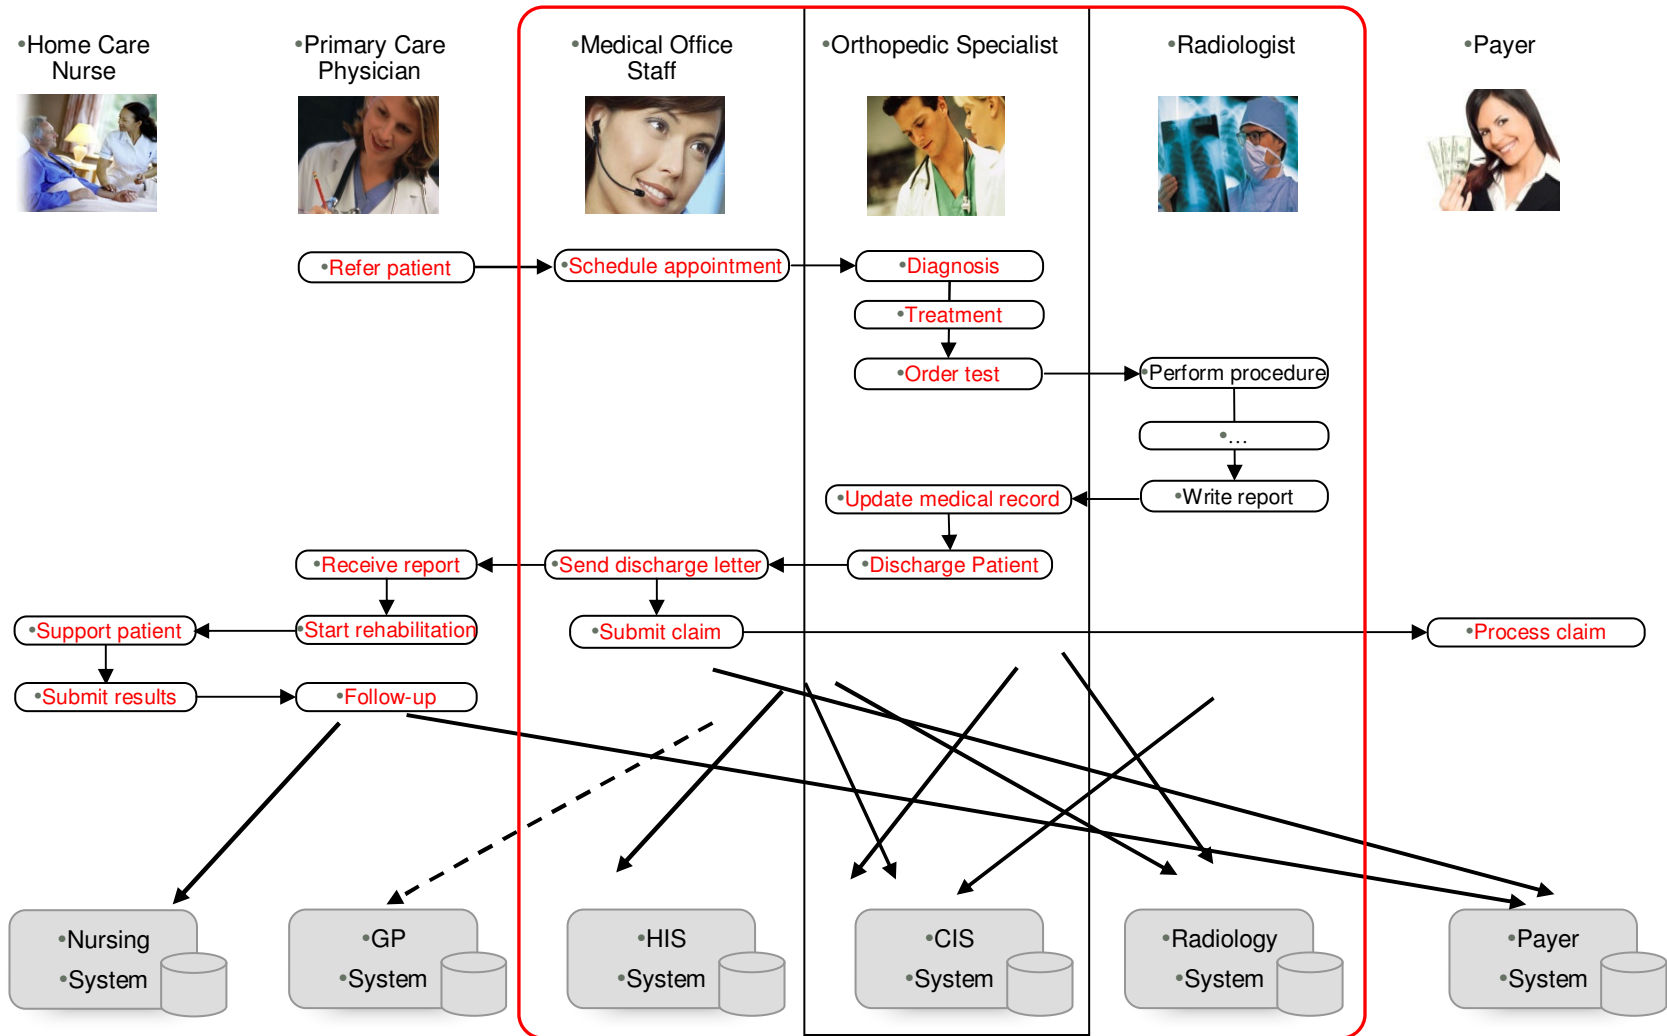 •Home Care
Nurse
•Primary Care
Physician
•Medical Office
Staff
•Orthopedic Specialist
•Radiologist
•Payer
•Refer patient
•Schedule appointment
•Diagnosis
•Treatment
•Order test
•Perform procedure
•...
•Update medical record
•Write report
•Receive report
•Send discharge letter
•Discharge Patient
•Support patient
•Start rehabilitation
•Submit claim
•Process claim
•Submit results
•Follow-up
•Nursing
•System
•GP
•System
•HIS
•System
•CIS
•System
•Radiology
•System
•Payer
•System